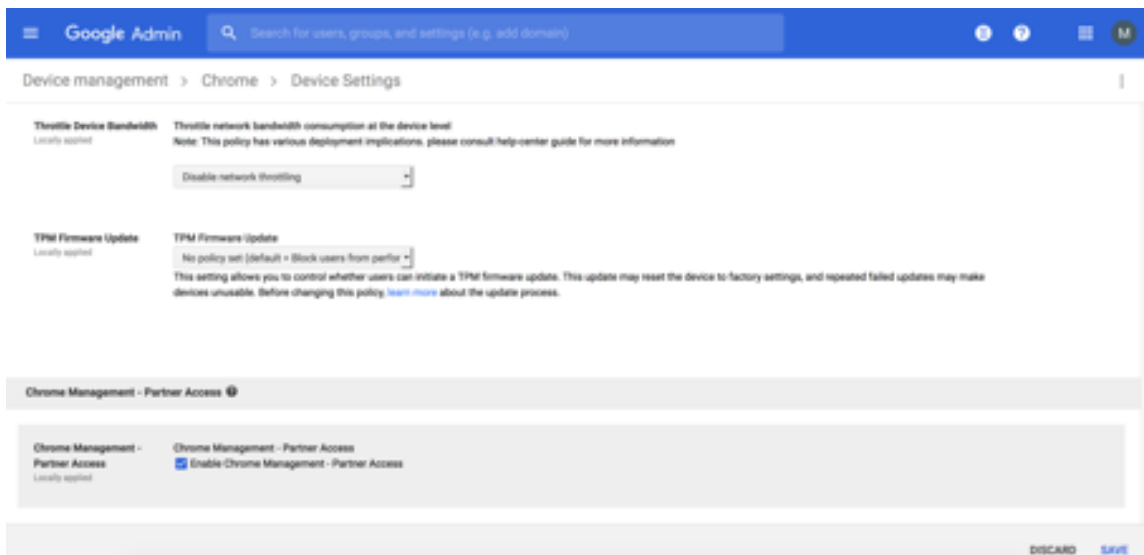 Google Admin
Search for users, groups, and settings (e.g. add domain)
M
Device management > Chrome > Device Settings
Throttle Device Bandwidth
Locally applied
Throttle network bandwidth consumption at the device level
Note: This policy has various deployment implications, please consult help-center guide for more information
Disable network throttling
TPM Firmware Update
Locally applied
TPM Firmware Update
No policy set (default = Block users from perfor
This setting allows you to control whether users can initiate a TPM firmware update. This update may reset the device to factory settings, and repeated failed updates may make
devices unusable. Before changing this policy, learn more about the update process.
Chrome Management - Partner Access
Chrome Management -
Partner Access
Locally applied
Chrome Management - Partner Access
Enable Chrome Management - Partner Access
DISCARD SAVE